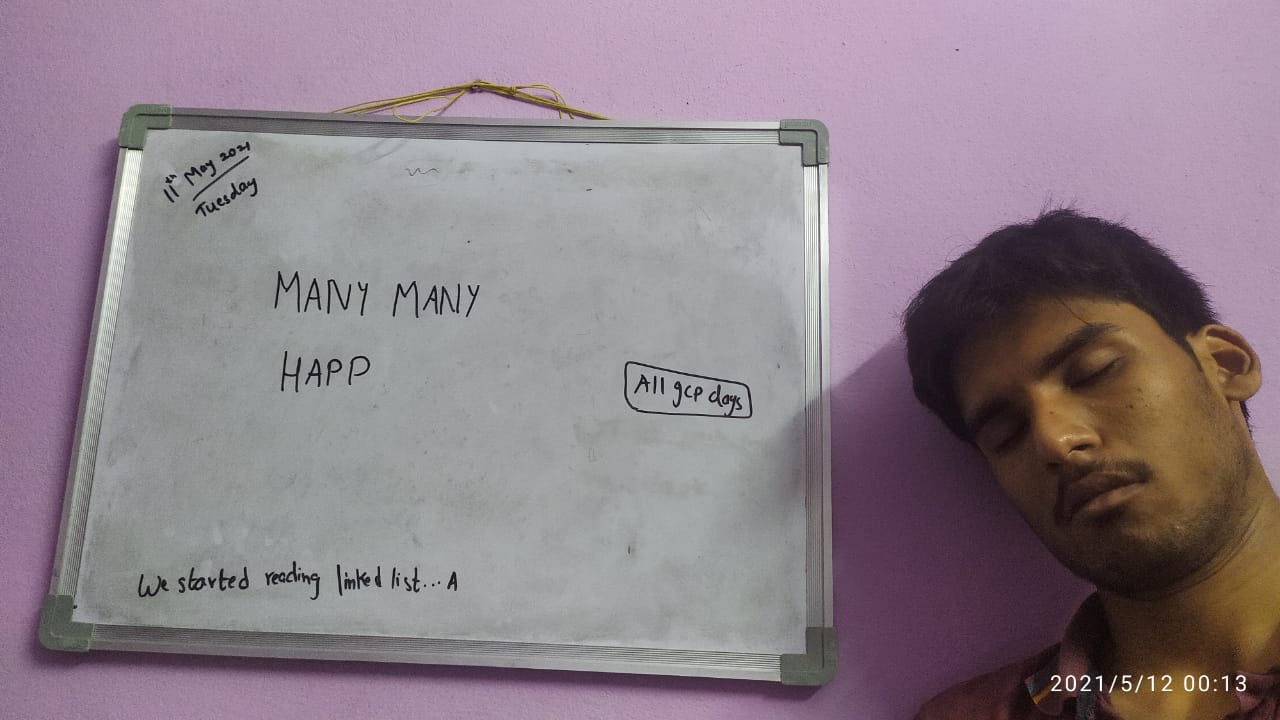 11th May 2021
Tuesday
MANY MANY
HAPP
All gcp days
We started reading linked list... A
2021/5/12 00:13